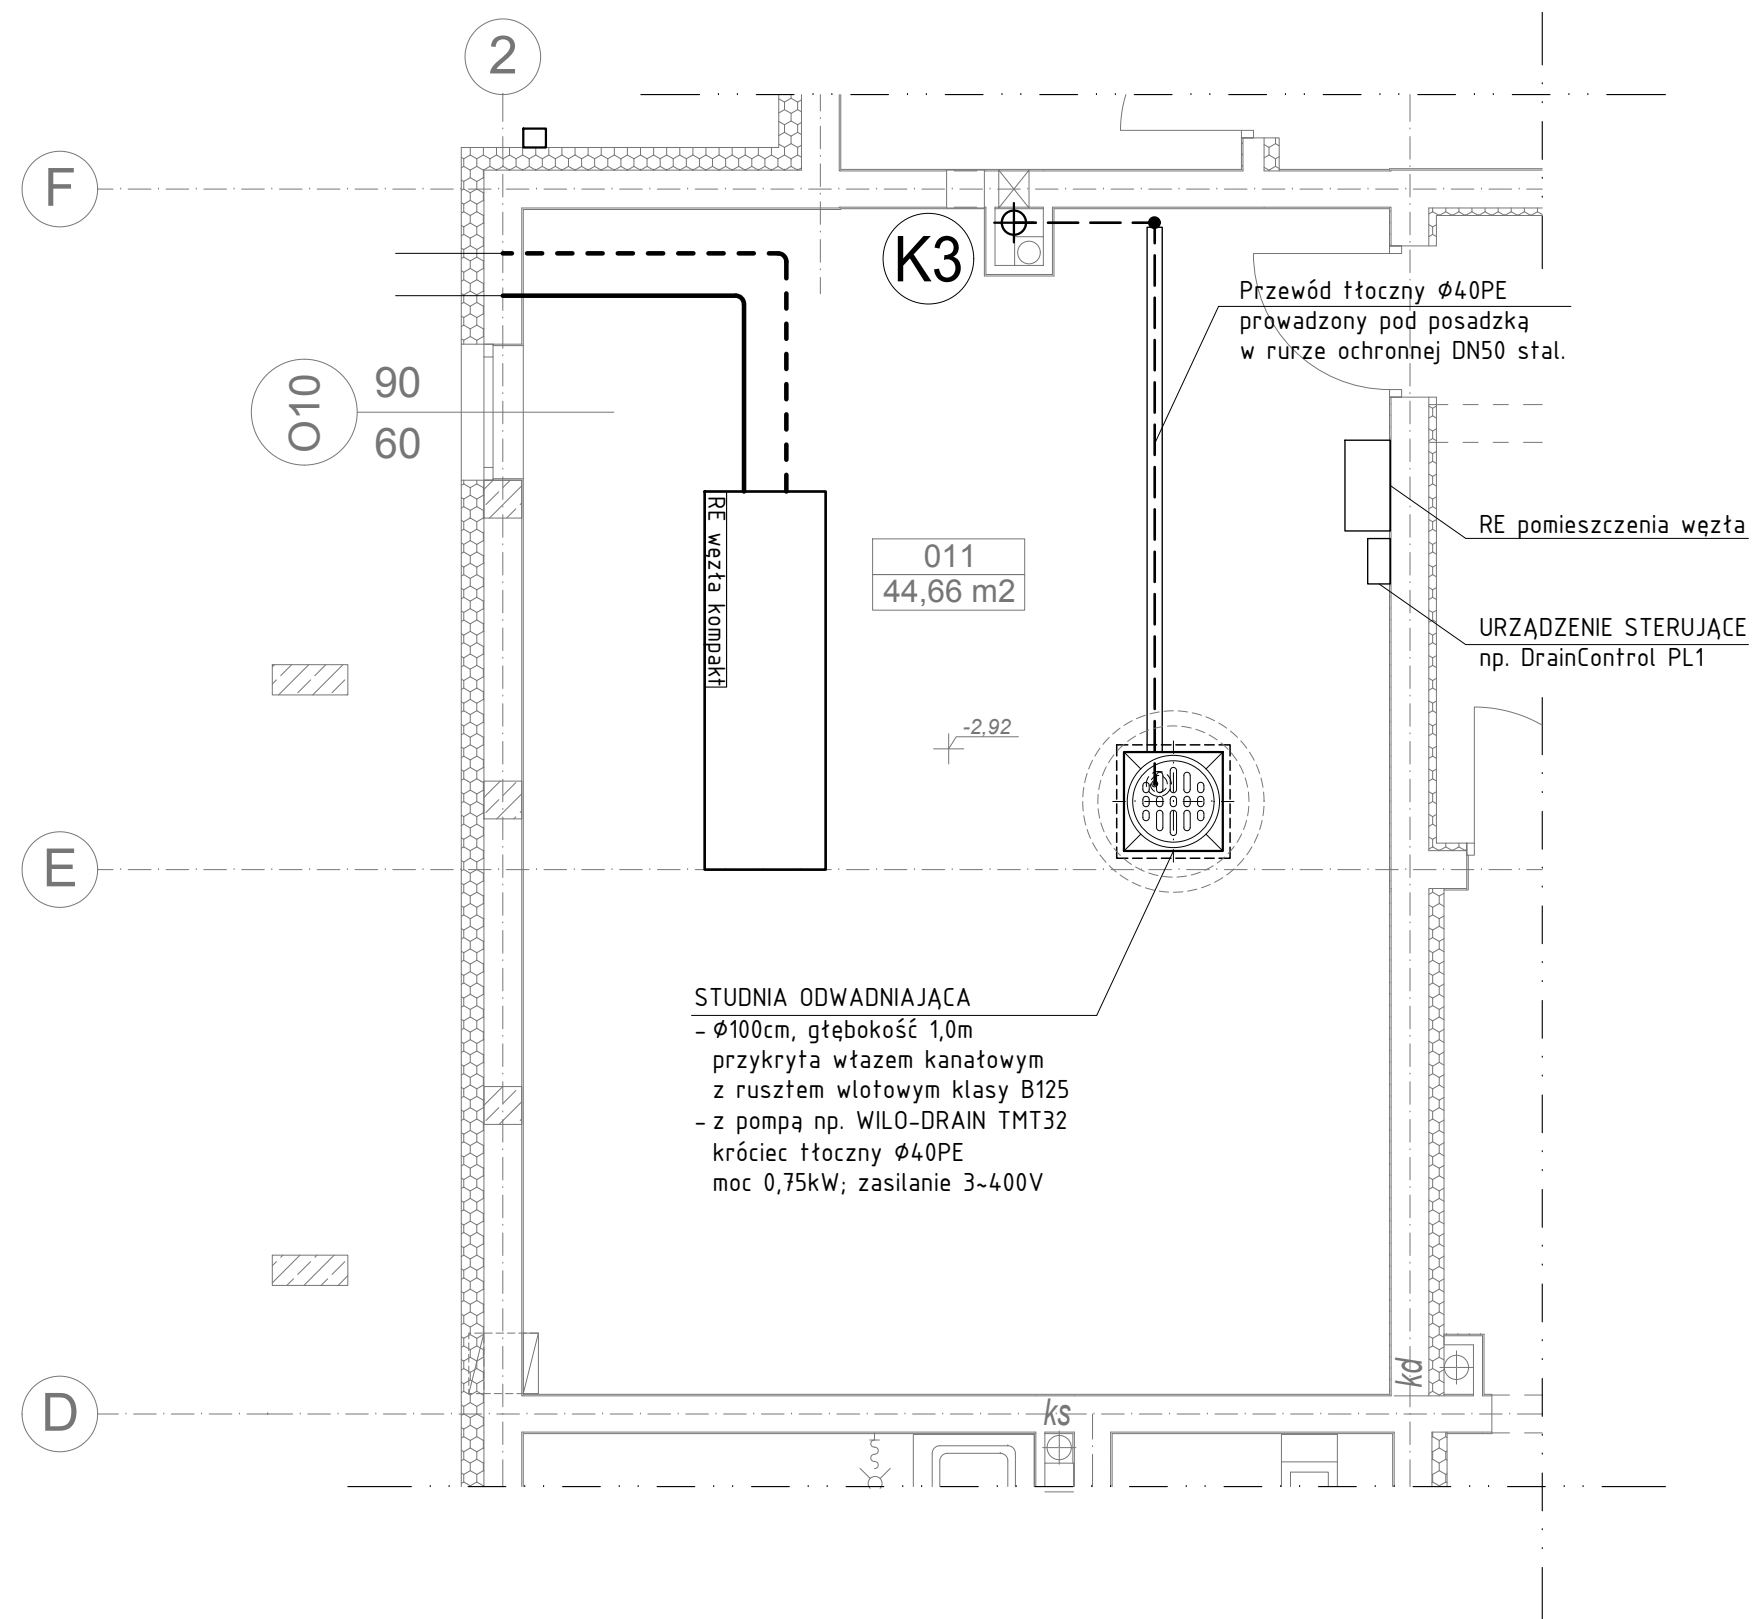 2
F
K3
Przewód tłoczny Ø40PE
prowadzony pod posadzką
w rurze ochronnej DN50 stal.
O10
90
60
RE węzła kompakt
011
44,66 m2
RE pomieszczenia węzła
URZĄDZENIE STERUJĄCE
np. DrainControl PL1
-2,92
E
STUDNIA ODWADNIAJĄCA
- Ø100cm, głębokość 1,0m
przykryta włazem kanałowym
z rusztem wlotowym klasy B125
- z pompą np. WILO-DRAIN TMT32
króciec tłoczny Ø40PE
moc 0,75kW; zasilanie 3~400V
kd
D
ks